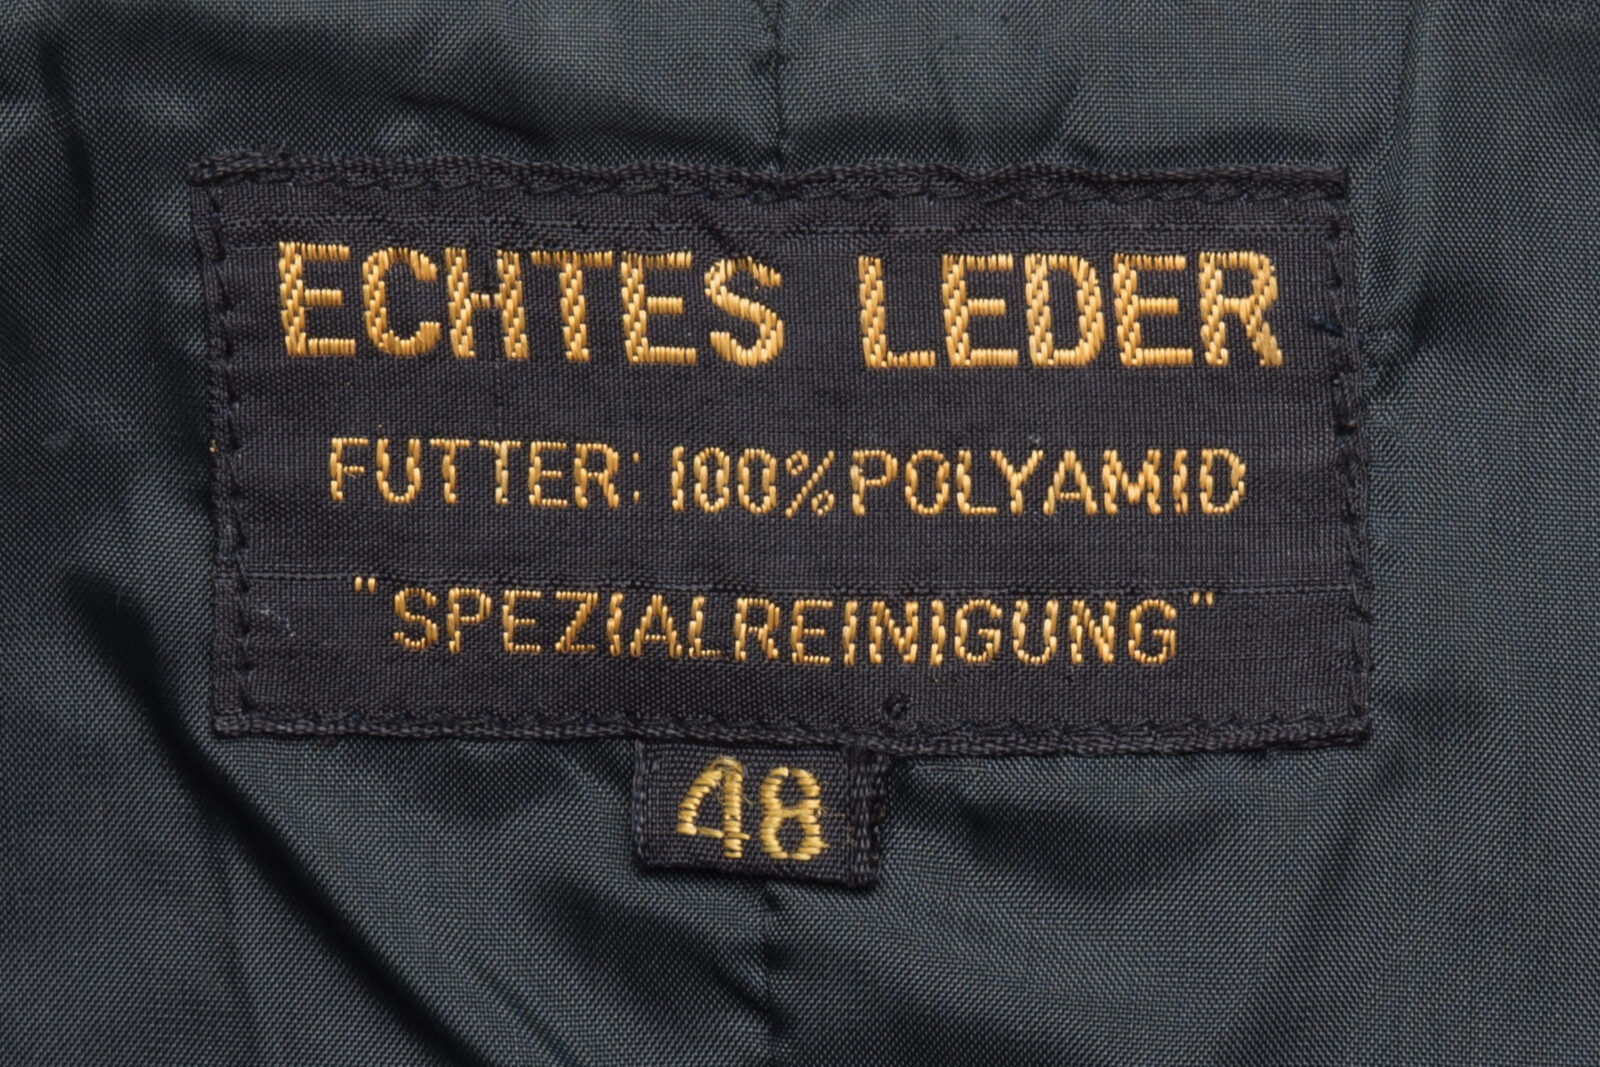 ECHTES LEDER
FUTTER: 100% POLYAMID
"SPEZIALREINIGUNG"
48